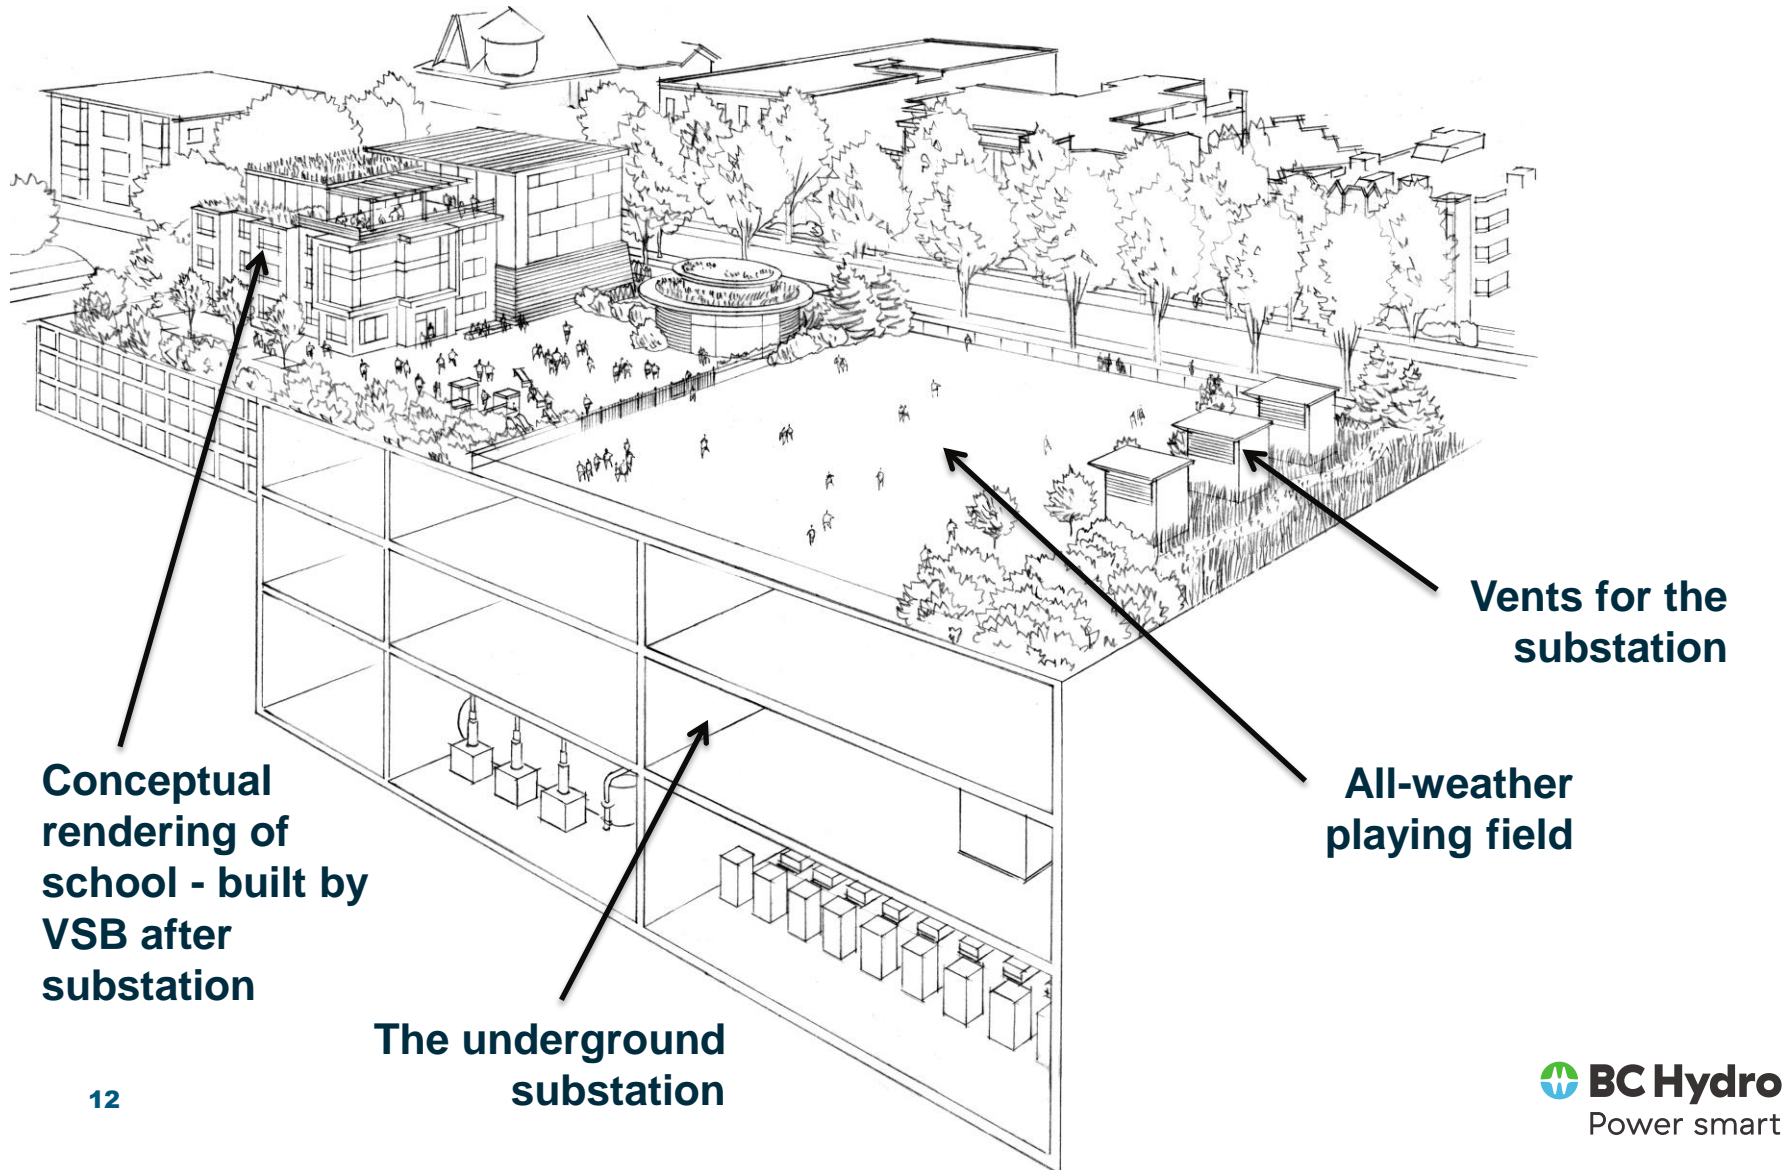 Vents for the
substation
Conceptual
rendering of
school - built by
VSB after
substation
All-weather
playing field
The underground
substation
12
BC Hydro
Power smart